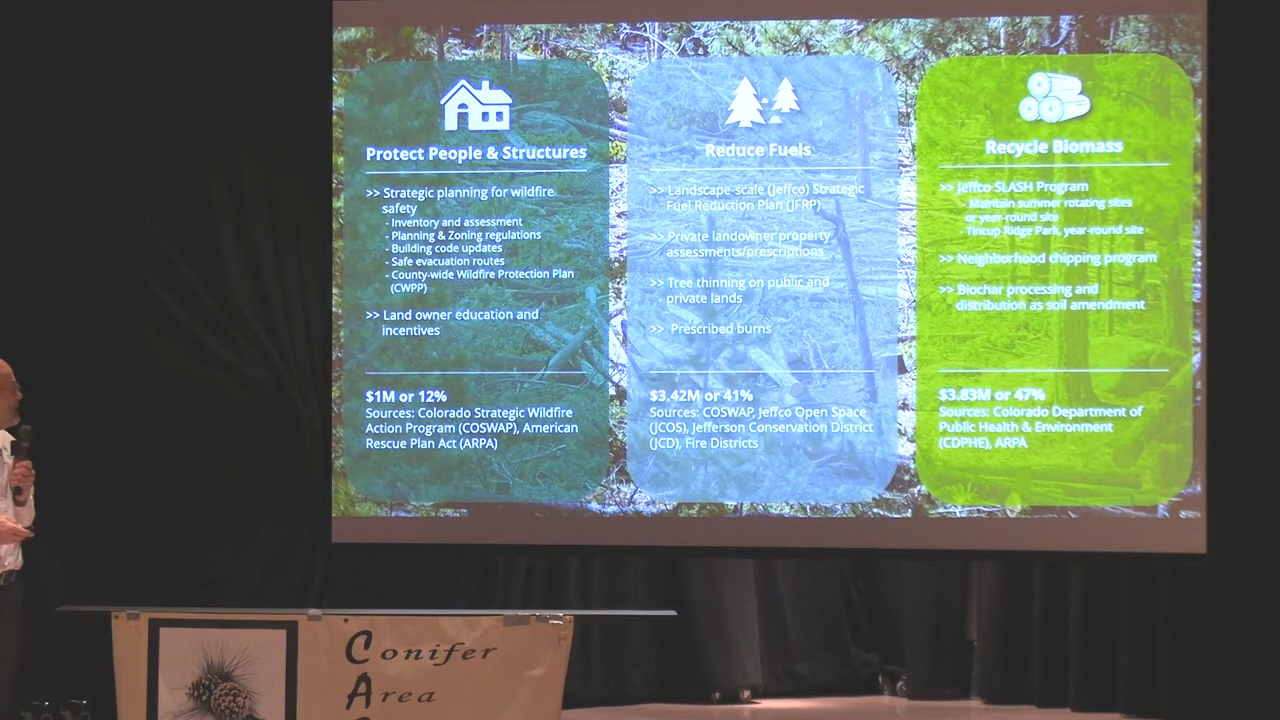 Protect People & Structures
>> Strategic planning for wildfire
safety
- Inventory and assessment
- Planning & Zoning regulations
- Building code updates
- Safe evacuation routes
- County-wide Wildfire Protection Plan
(CWPP)
>> Land owner education and
incentives
$1M or 12%
Sources: Colorado Strategic Wildfire
Action Program (COSWAP), American
Rescue Plan Act (ARPA)
Reduce Fuels
>> Landscape-scale (Jeffco) Strategic
Fuel Reduction Plan (JFRP)
>> Private landowner property
assessments/prescriptions
>> Tree thinning on public and
private lands
>> Prescribed burns
$3.42M or 41%
Sources: COSWAP, Jeffco Open Space
(JCOS), Jefferson Conservation District
(JCD), Fire Districts
Recycle Biomass
>> Jeffco SLASH Program
- Maintain summer rotating sites
or year-round site
- Tincup Ridge Park, year-round site
>> Neighborhood chipping program
>> Biochar processing and
distribution as soil amendment
$3.83M or 47%
Sources: Colorado Department of
Public Health & Environment
(CDPHE), ARPA
Conifer
Area